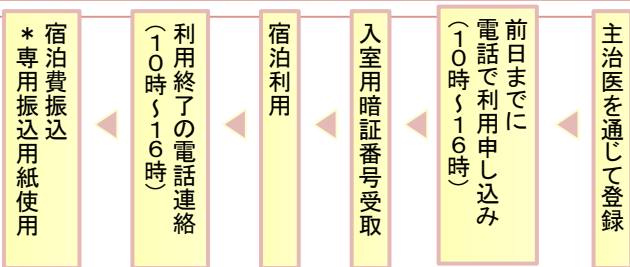 主治医を通じて登録
前日までに
電話で利用申し込み
（１０時～１６時）
入室用暗証番号受取
宿泊利用
利用終了の電話連絡
（１０時～１６時）
宿泊費振込
＊専用振込用紙使用